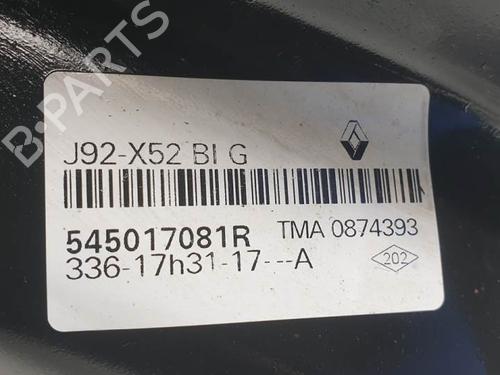 B-PARTS
J92-X52 BI G
545017081R TMA 0874393
336-17h31-17---A
202